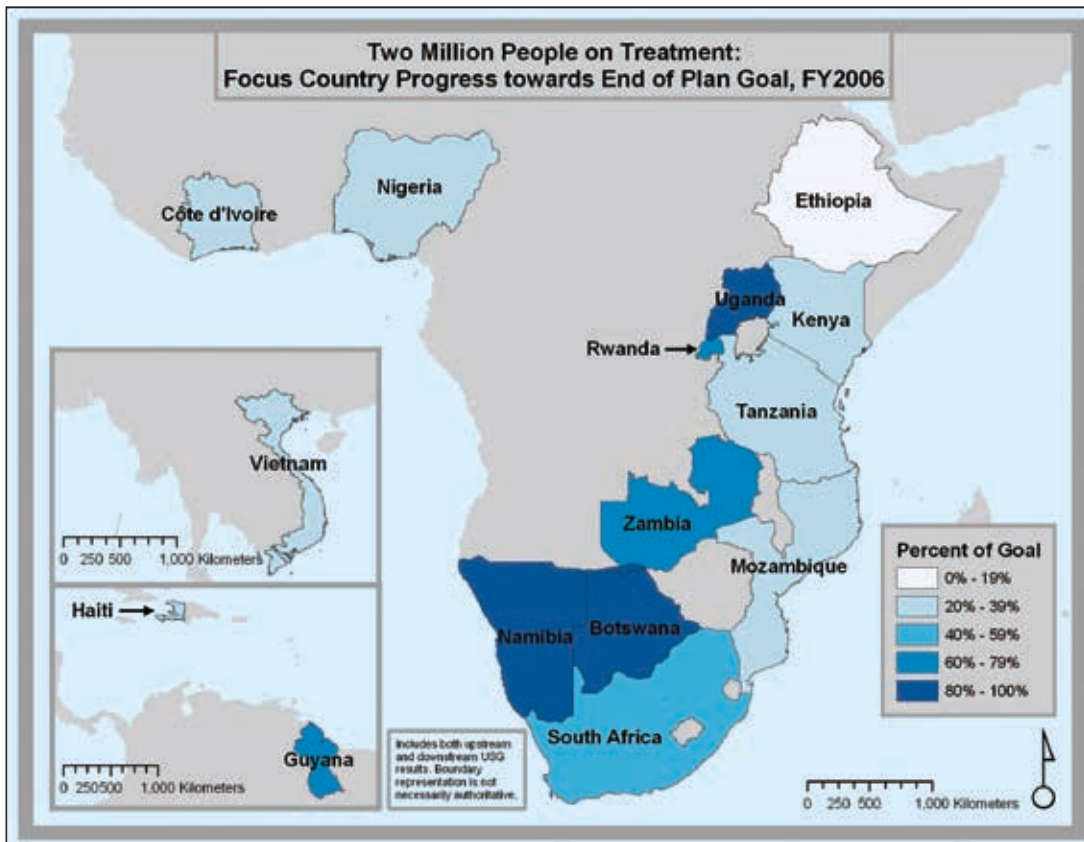 Two Million People on Treatment:
Focus Country Progress towards End of Plan Goal, FY2006
Côte d'Ivoire
Nigeria
Ethiopia
Uganda
Kenya
Rwanda
Tanzania
Zambia
Mozambique
Namibia
Botswana
South Africa
Vietnam
0 250 500 1,000 Kilometers
Haiti
Guyana
0 250500 1,000 Kilometers
Includes both upstream
and downstream USG
results. Boundary
representation is not
necessarily authoritative.
Percent of Goal
0% - 19%
20% - 39%
40% - 59%
60% - 79%
80% - 100%
0 250 500 1,000 Kilometers